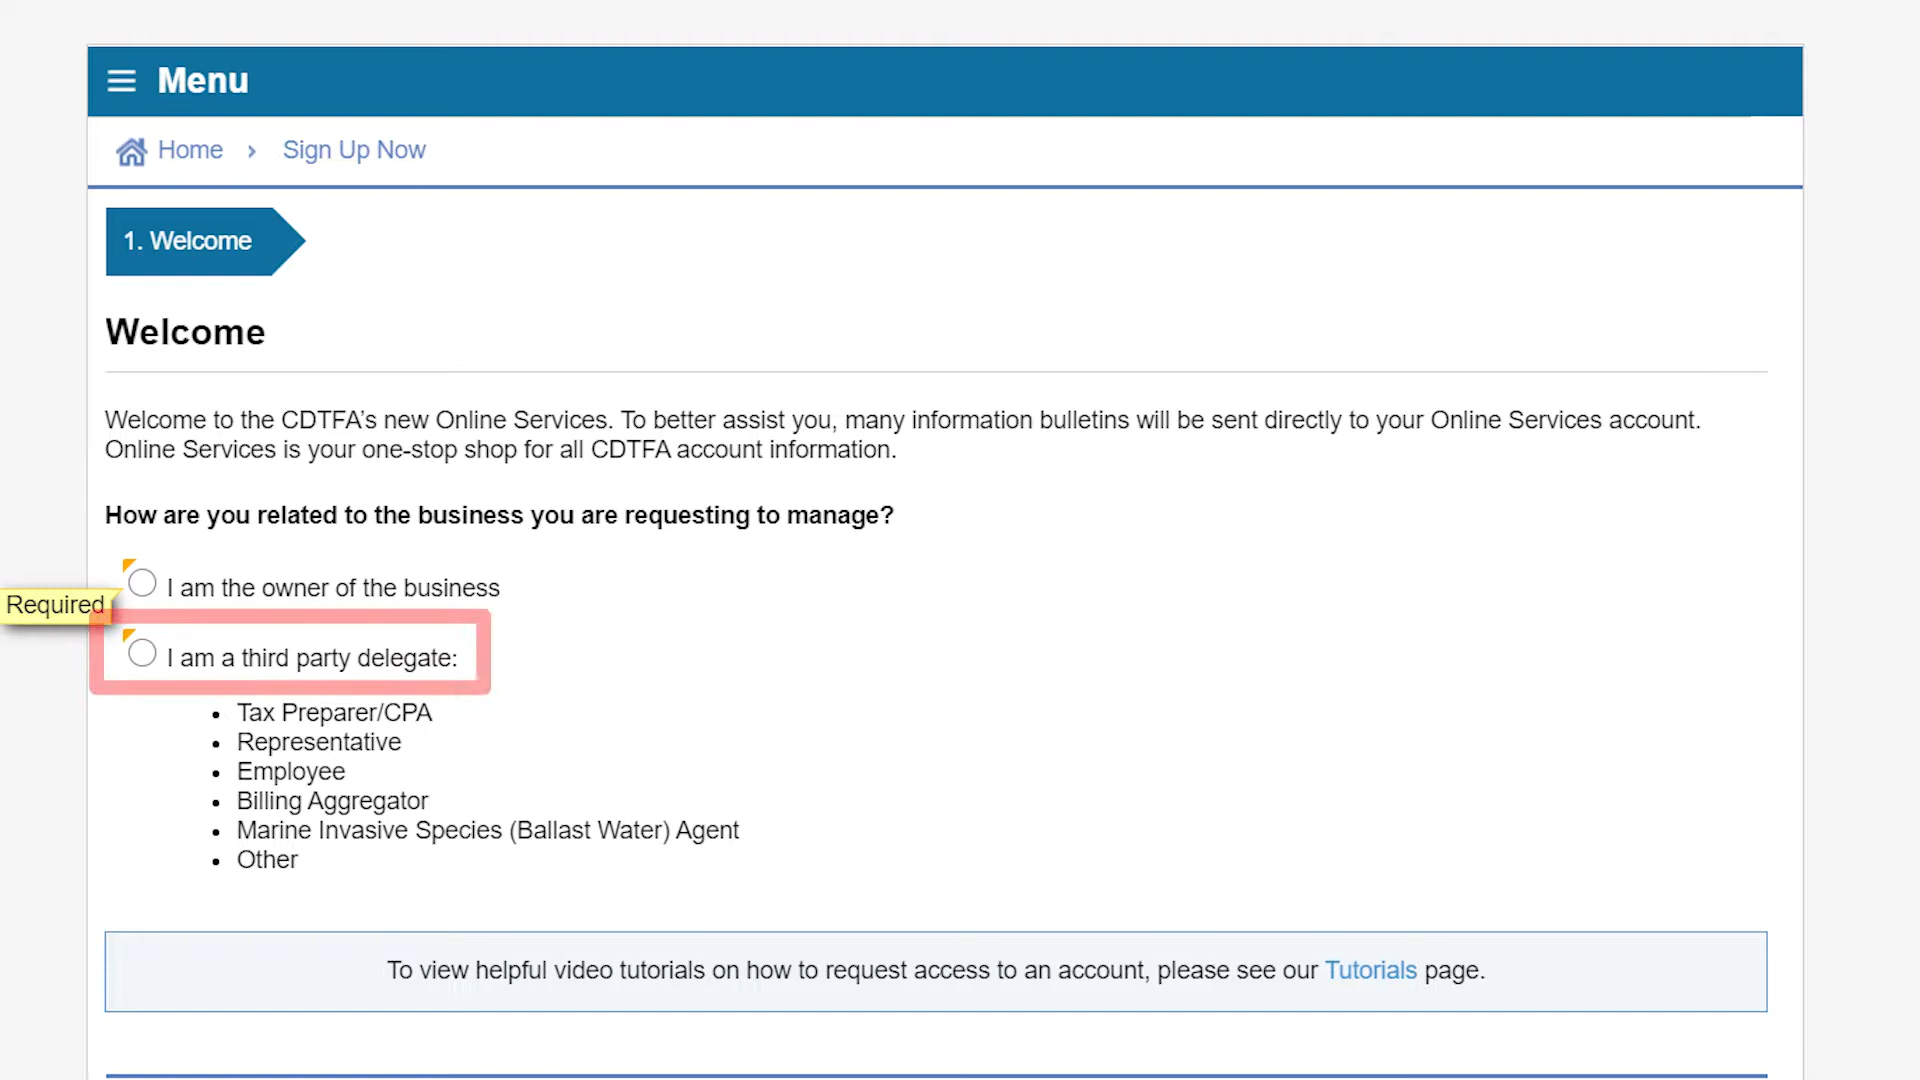 Menu
Home › Sign Up Now
1. Welcome
Welcome
Welcome to the CDTFA's new Online Services. To better assist you, many information bulletins will be sent directly to your Online Services account.
Online Services is your one-stop shop for all CDTFA account information.
How are you related to the business you are requesting to manage?
I am the owner of the business
Required
I am a third party delegate:
• Tax Preparer/CPA
• Representative
• Employee
• Billing Aggregator
• Marine Invasive Species (Ballast Water) Agent
• Other
To view helpful video tutorials on how to request access to an account, please see our Tutorials page.